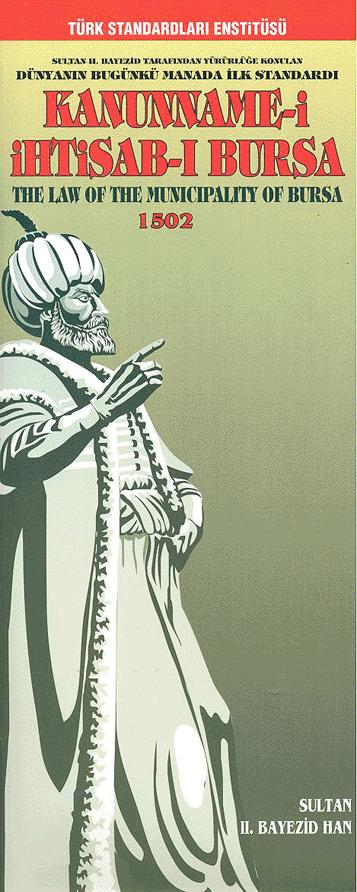 TÜRK STANDARDLARI ENSTİTÜSÜ
SULTAN II. BAYEZİD TARAFINDAN YÜRÜRLÜĞE KONULAN
DÜNYANIN BUGÜNKÜ MANADA İLK STANDARDI
KANUNNAME-i
iHTiSAB-I BURSA
THE LAW OF THE MUNICIPALITY OF BURSA
1502
SULTAN
II. BAYEZİD HAN